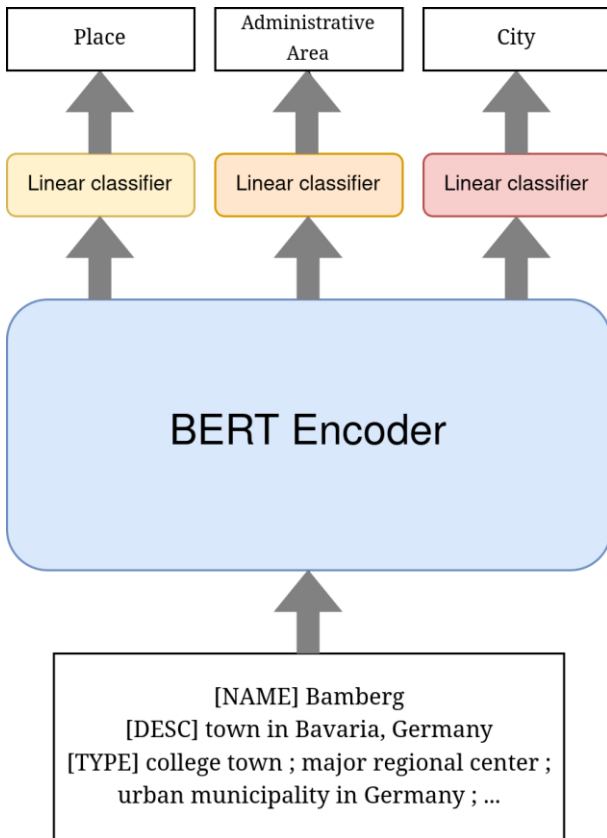 Place
Administrative
Area
City
Linear classifier
Linear classifier
Linear classifier
BERT Encoder
[NAME] Bamberg
[DESC] town in Bavaria, Germany
[TYPE] college town ; major regional center ;
urban municipality in Germany ; ...